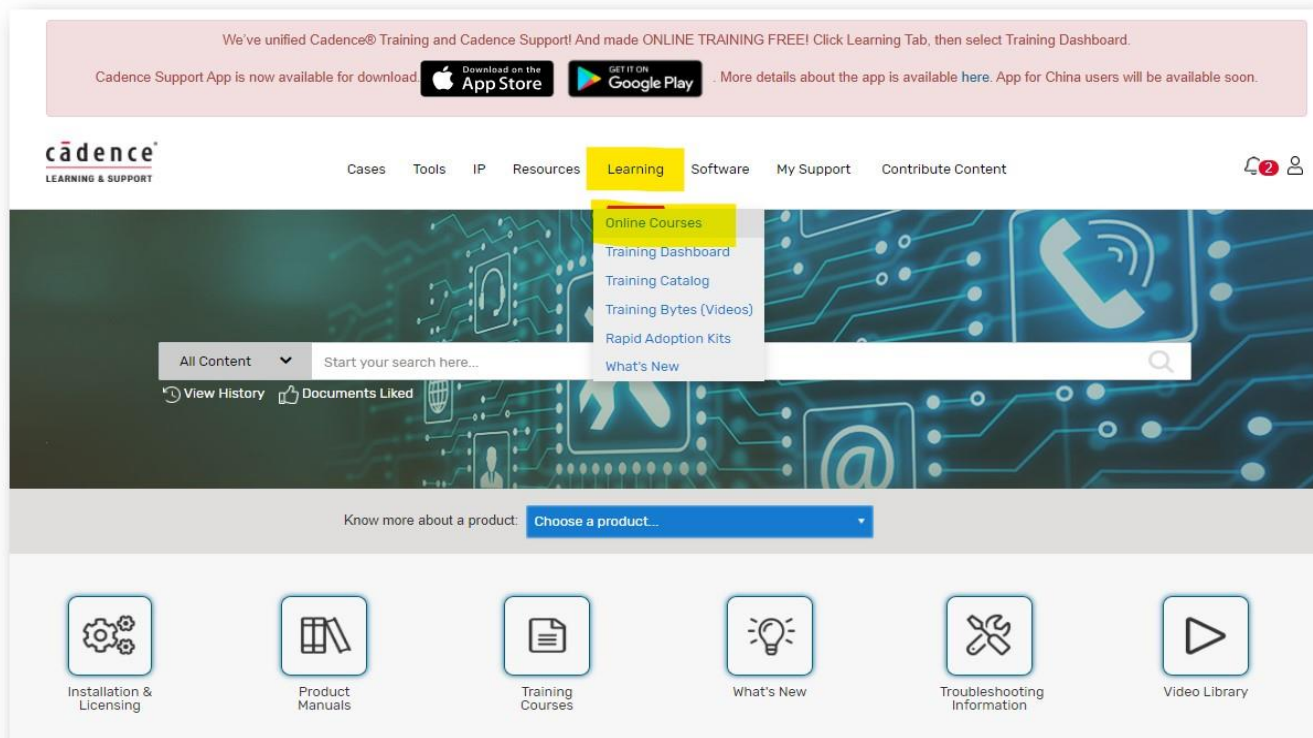 We've unified Cadence® Training and Cadence Support! And made ONLINE TRAINING FREE! Click Learning Tab, then select Training Dashboard.
Cadence Support App is now available for download. Download on the App Store GET IT ON Google Play . More details about the app is available here. App for China users will be available soon.
cādence®
LEARNING & SUPPORT
Cases Tools IP Resources Learning Software My Support Contribute Content 2
Online Courses
Training Dashboard
Training Catalog
Training Bytes (Videos)
Rapid Adoption Kits
What's New
All Content Start your search here...
View History Documents Liked
@
Know more about a product: Choose a product...
Installation & Licensing
Product Manuals
Training Courses
What's New
Troubleshooting Information
Video Library